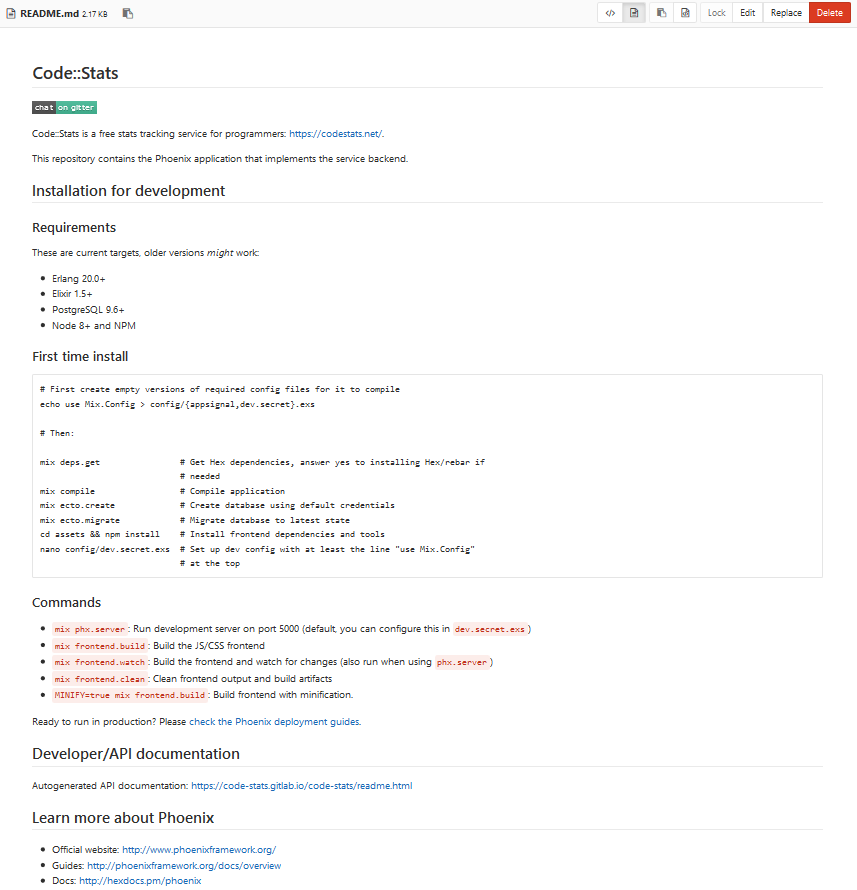 README.md 2.17 KB
</> Lock Edit Replace Delete
Code::Stats
chat on gitter
Code::Stats is a free stats tracking service for programmers: https://codestats.net/.
This repository contains the Phoenix application that implements the service backend.
Installation for development
Requirements
These are current targets, older versions might work:
Erlang 20.0+
Elixir 1.5+
PostgreSQL 9.6+
Node 8+ and NPM
First time install
# First create empty versions of required config files for it to compile
echo use Mix.Config > config/{appsignal,dev.secret}.exs
# Then:
mix deps.get # Get Hex dependencies, answer yes to installing Hex/rebar if
# needed
mix compile # Compile application
mix ecto.create # Create database using default credentials
mix ecto.migrate # Migrate database to latest state
cd assets && npm install # Install frontend dependencies and tools
nano config/dev.secret.exs # Set up dev config with at least the line "use Mix.Config"
# at the top
Commands
mix phx.server: Run development server on port 5000 (default, you can configure this in dev.secret.exs)
mix frontend.build: Build the JS/CSS frontend
mix frontend.watch: Build the frontend and watch for changes (also run when using phx.server)
mix frontend.clean: Clean frontend output and build artifacts
MINIFY=true mix frontend.build: Build frontend with minification.
Ready to run in production? Please check the Phoenix deployment guides.
Developer/API documentation
Autogenerated API documentation: https://code-stats.gitlab.io/code-stats/readme.html
Learn more about Phoenix
Official website: http://www.phoenixframework.org/
Guides: http://phoenixframework.org/docs/overview
Docs: http://hexdocs.pm/phoenix